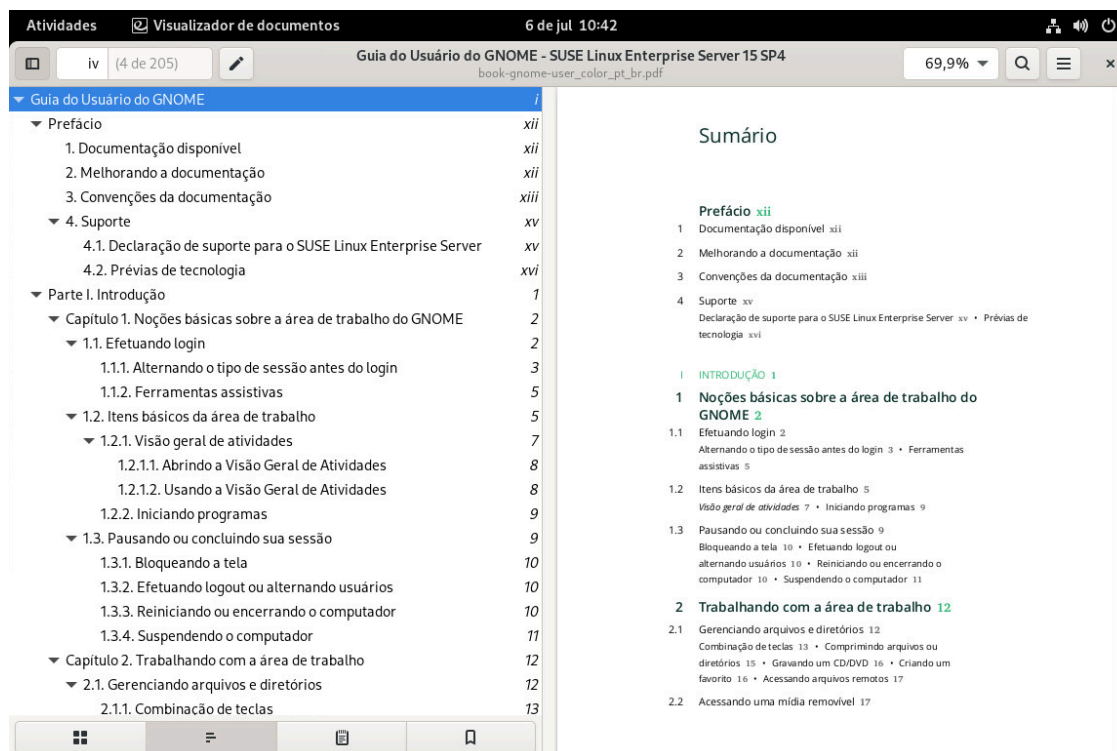 Atividades Visualizador de documentos 6 de jul 10:42
iv (4 de 205) Guia do Usuário do GNOME - SUSE Linux Enterprise Server 15 SP4 69,9%
book-gnome-user_color_pt_br.pdf
Guia do Usuário do GNOME i
Prefácio xii
1. Documentação disponível xii
2. Melhorando a documentação xii
3. Convenções da documentação xiii
4. Suporte xv
4.1. Declaração de suporte para o SUSE Linux Enterprise Server xv
4.2. Prévias de tecnologia xvi
Parte I. Introdução 1
Capítulo 1. Noções básicas sobre a área de trabalho do GNOME 2
1.1. Efetuando login 2
1.1.1. Alternando o tipo de sessão antes do login 3
1.1.2. Ferramentas assistivas 5
1.2. Itens básicos da área de trabalho 5
1.2.1. Visão geral de atividades 7
1.2.1.1. Abrindo a Visão Geral de Atividades 8
1.2.1.2. Usando a Visão Geral de Atividades 8
1.2.2. Iniciando programas 9
1.3. Pausando ou concluindo sua sessão 9
1.3.1. Bloqueando a tela 10
1.3.2. Efetuando logout ou alternando usuários 10
1.3.3. Reiniciando ou encerrando o computador 10
1.3.4. Suspendendo o computador 11
Capítulo 2. Trabalhando com a área de trabalho 12
2.1. Gerenciando arquivos e diretórios 12
2.1.1. Combinação de teclas 13
Sumário
Prefácio xii
1 Documentação disponível xii
2 Melhorando a documentação xii
3 Convenções da documentação xiii
4 Suporte xv
Declaração de suporte para o SUSE Linux Enterprise Server xv • Prévias de
tecnologia xvi
I INTRODUÇÃO 1
1 Noções básicas sobre a área de trabalho do
GNOME 2
1.1 Efetuando login 2
Alternando o tipo de sessão antes do login 3 • Ferramentas
assistivas 5
1.2 Itens básicos da área de trabalho 5
Visão geral de atividades 7 • Iniciando programas 9
1.3 Pausando ou concluindo sua sessão 9
Bloqueando a tela 10 • Efetuando logout ou
alternando usuários 10 • Reiniciando ou encerrando o
computador 10 • Suspendendo o computador 11
2 Trabalhando com a área de trabalho 12
2.1 Gerenciando arquivos e diretórios 12
Combinação de teclas 13 • Comprimindo arquivos ou
diretórios 15 • Gravando um CD/DVD 16 • Criando um
favorito 16 • Acessando arquivos remotos 17
2.2 Acessando uma mídia removível 17